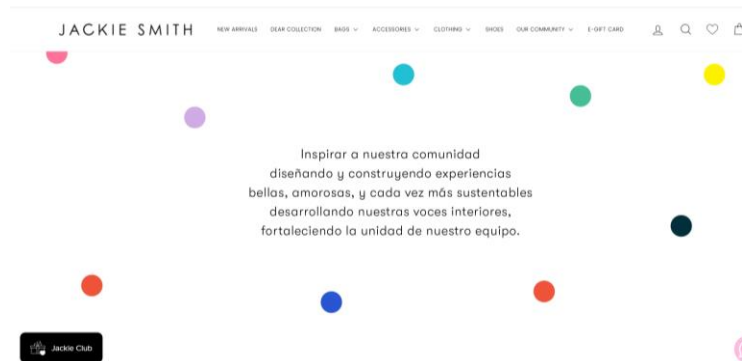 JACKIE SMITH NEW ARRIVALS DEAR COLLECTION BAGS ACCESSORIES CLOTHING SHOES OUR COMMUNITY E-GIFT CARD
Inspirar a nuestra comunidad
diseñando y construyendo experiencias
bellas, amorosas, y cada vez más sustentables
desarrollando nuestras voces interiores,
fortaleciendo la unidad de nuestro equipo.
Jackie Club